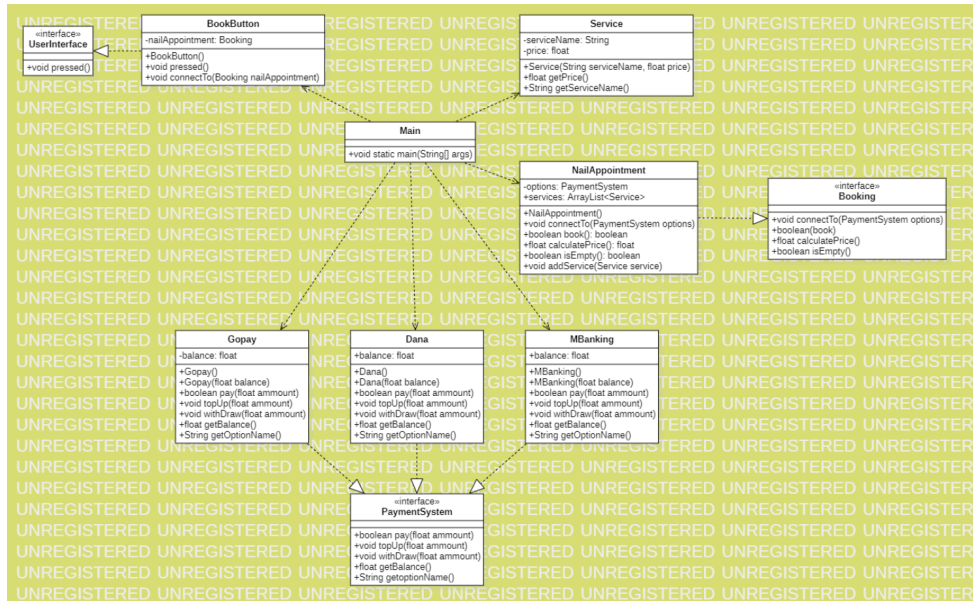 «interface»
UserInterface
+void pressed()
BookButton
-nailAppointment: Booking
+BookButton()
+void pressed()
+void connectTo(Booking nailAppointment)
Service
-serviceName: String
-price: float
+Service(String serviceName, float price)
+float getPrice()
+String getServiceName()
Main
+void static main(String[] args)
NailAppointment
-options: PaymentSystem
+services: ArrayList<Service>
+NailAppointment()
+void connectTo(PaymentSystem options)
+boolean book(): boolean
+float calculatePrice(): float
+boolean isEmpty(): boolean
+void addService(Service service)
«interface»
Booking
+void connectTo(PaymentSystem options)
+boolean(book)
+float calculatePrice()
+boolean isEmpty()
Gopay
-balance: float
+Gopay()
+Gopay(float balance)
+boolean pay(float ammount)
+void topUp(float ammount)
+void withDraw(float ammount)
+float getBalance()
+String getOptionName()
Dana
+balance: float
+Dana()
+Dana(float balance)
+boolean pay(float ammount)
+void topUp(float ammount)
+void withDraw(float ammount)
+float getBalance()
+String getOptionName()
MBanking
+balance: float
+MBanking()
+MBanking(float balance)
+boolean pay(float ammount)
+void topUp(float ammount)
+void withDraw(float ammount)
+float getBalance()
+String getOptionName()
«interface»
PaymentSystem
+boolean pay(float ammount)
+void topUp(float ammount)
+void withDraw(float ammount)
+float getBalance()
+String getoptionName()
UNREGISTERED